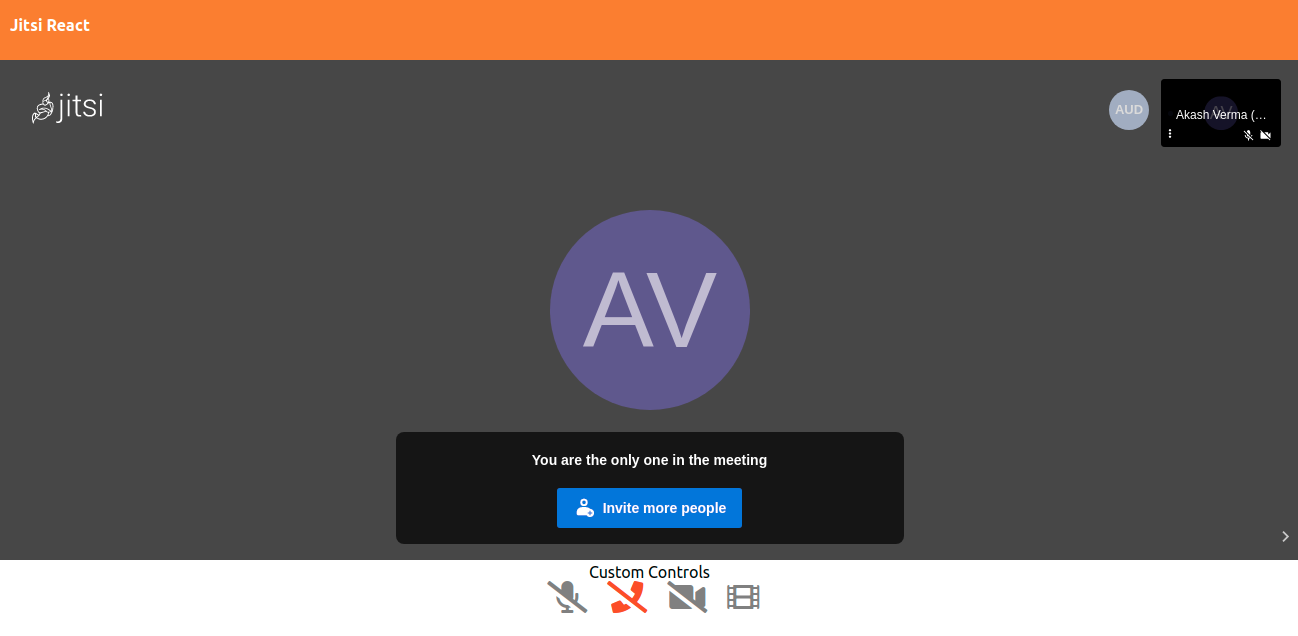 Jitsi React
jitsi
AUD
Akash Verma (...
AV
You are the only one in the meeting
Invite more people
Custom Controls